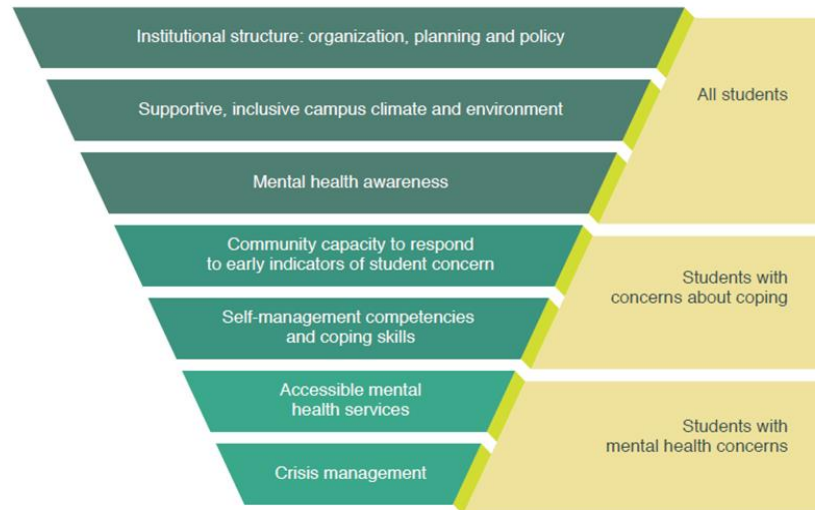 Institutional structure: organization, planning and policy
Supportive, inclusive campus climate and environment
All students
Mental health awareness
Community capacity to respond
to early indicators of student concern
Students with
concerns about coping
Self-management competencies
and coping skills
Accessible mental
health services
Students with
mental health concerns
Crisis management